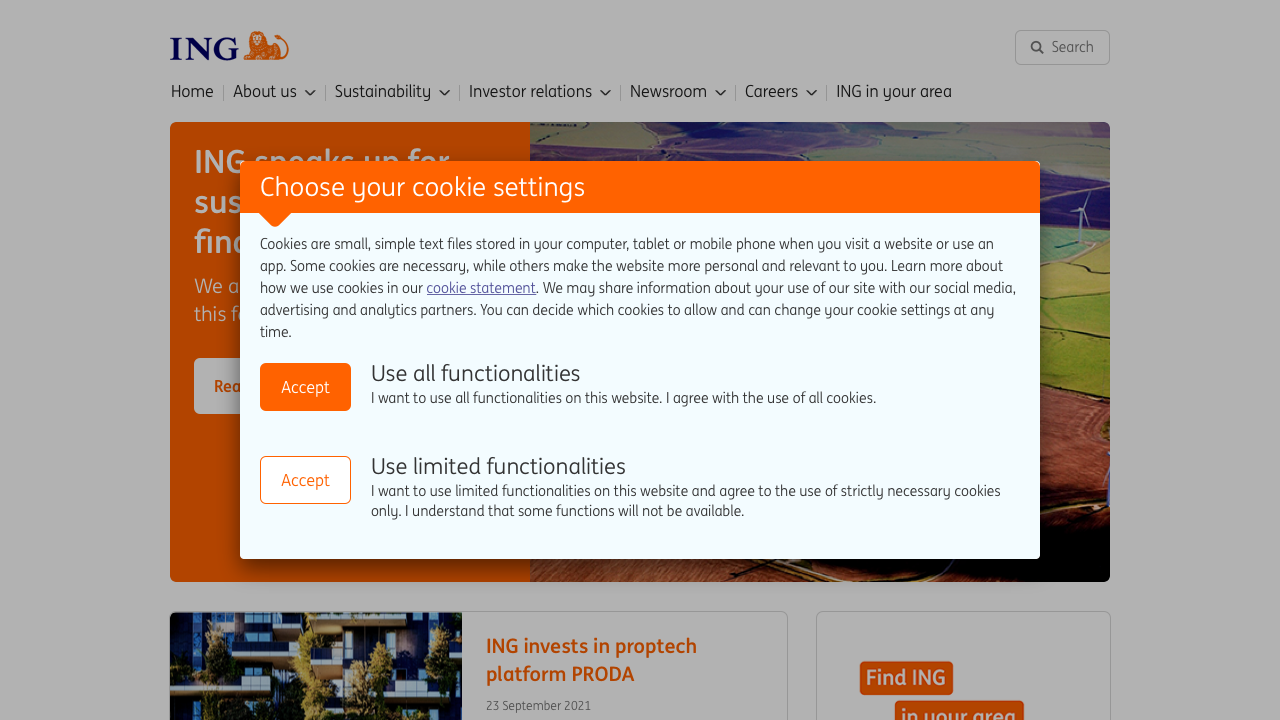 ING
Search
Home
About us
Sustainability
Investor relations
Newsroom
Careers
ING in your area
ING speaks up for
Choose your cookie settings
Cookies are small, simple text files stored in your computer, tablet or mobile phone when you visit a website or use an
app. Some cookies are necessary, while others make the website more personal and relevant to you. Learn more about
how we use cookies in our cookie statement. We may share information about your use of our site with our social media,
advertising and analytics partners. You can decide which cookies to allow and can change your cookie settings at any
time.
We a
this f
Rea
Accept
Use all functionalities
I want to use all functionalities on this website. I agree with the use of all cookies.
Accept
Use limited functionalities
I want to use limited functionalities on this website and agree to the use of strictly necessary cookies
only. I understand that some functions will not be available.
ING invests in proptech
platform PRODA
23 September 2021
Find ING
in your area